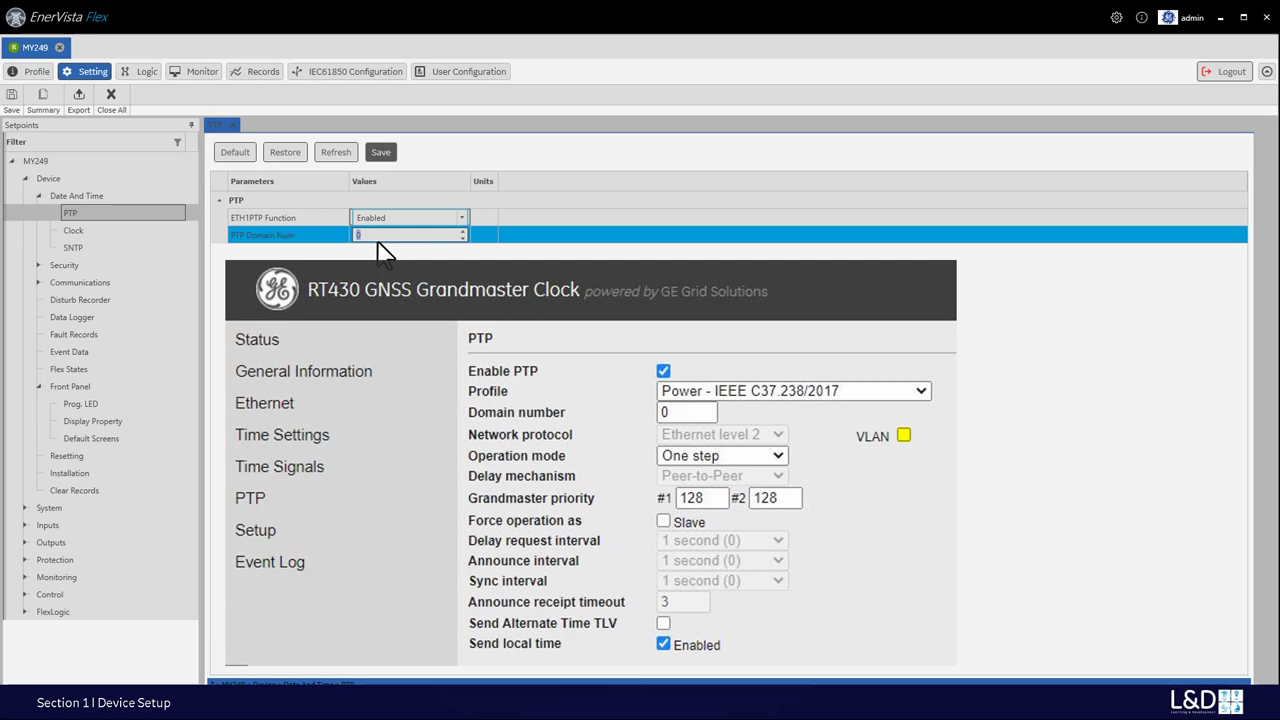 EnerVista Flex
admin
MY249
Profile Setting Logic Monitor Records IEC61850 Configuration User Configuration Logout
Save Summary Export Close All
Setpoints
PTP
Filter
Default Restore Refresh Save
Parameters Values Units
PTP
ETH1PTP Function Enabled
PTP Domain Num 0
MY249
Device
Date And Time
PTP
Clock
SNTP
Security
Communications
Disturb Recorder
Data Logger
Fault Records
Event Data
Flex States
Front Panel
Prog. LED
Display Property
Default Screens
Resetting
Installation
Clear Records
System
Inputs
Outputs
Protection
Monitoring
Control
FlexLogic
RT430 GNSS Grandmaster Clock powered by GE Grid Solutions
Status
General Information
Ethernet
Time Settings
Time Signals
PTP
Setup
Event Log
PTP
Enable PTP
Profile Power - IEEE C37.238/2017
Domain number 0
Network protocol Ethernet level 2 VLAN
Operation mode One step
Delay mechanism Peer-to-Peer
Grandmaster priority #1 128 #2 128
Force operation as Slave
Delay request interval 1 second (0)
Announce interval 1 second (0)
Sync interval 1 second (0)
Announce receipt timeout 3
Send Alternate Time TLV
Send local time Enabled
Section 1 I Device Setup
L&D